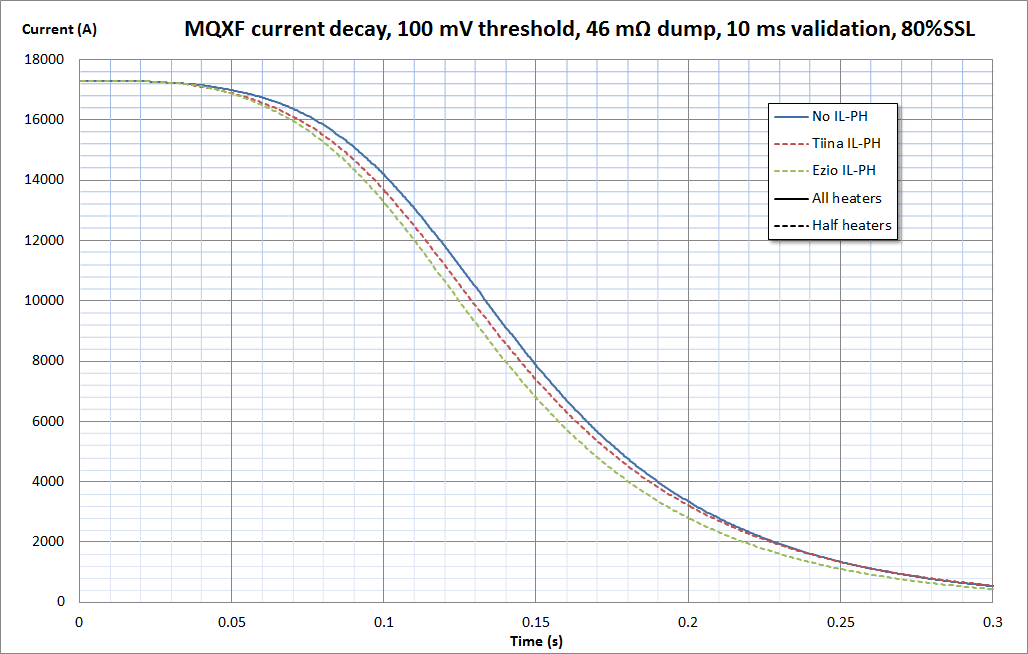 Current (A)
MQXF current decay, 100 mV threshold, 46 mΩ dump, 10 ms validation, 80%SSL
18000
16000
14000
12000
10000
8000
6000
4000
2000
0
No IL-PH
Tiina IL-PH
Ezio IL-PH
All heaters
Half heaters
0
0.05
0.1
0.15
0.2
0.25
0.3
Time (s)